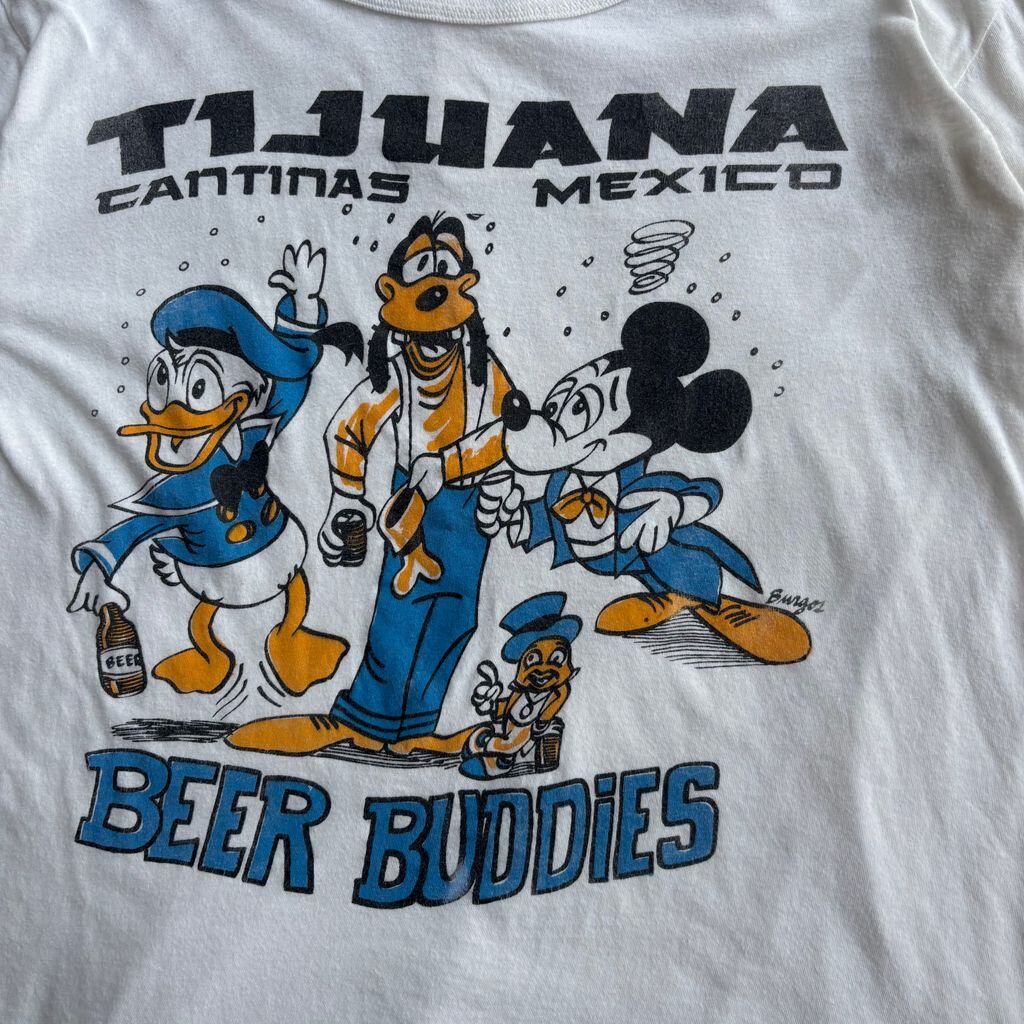 TIJUANA
CANTINAS MEXICO
Burgoz
BEER
BEER BUDDiES